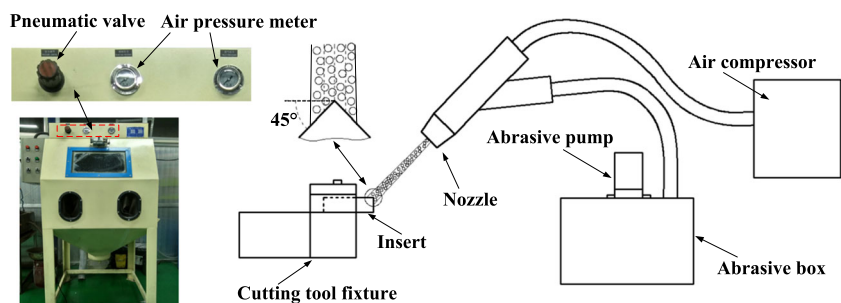 Pneumatic valve
Air pressure meter
Air compressor
45°
Abrasive pump
Nozzle
Insert
Abrasive box
Cutting tool fixture